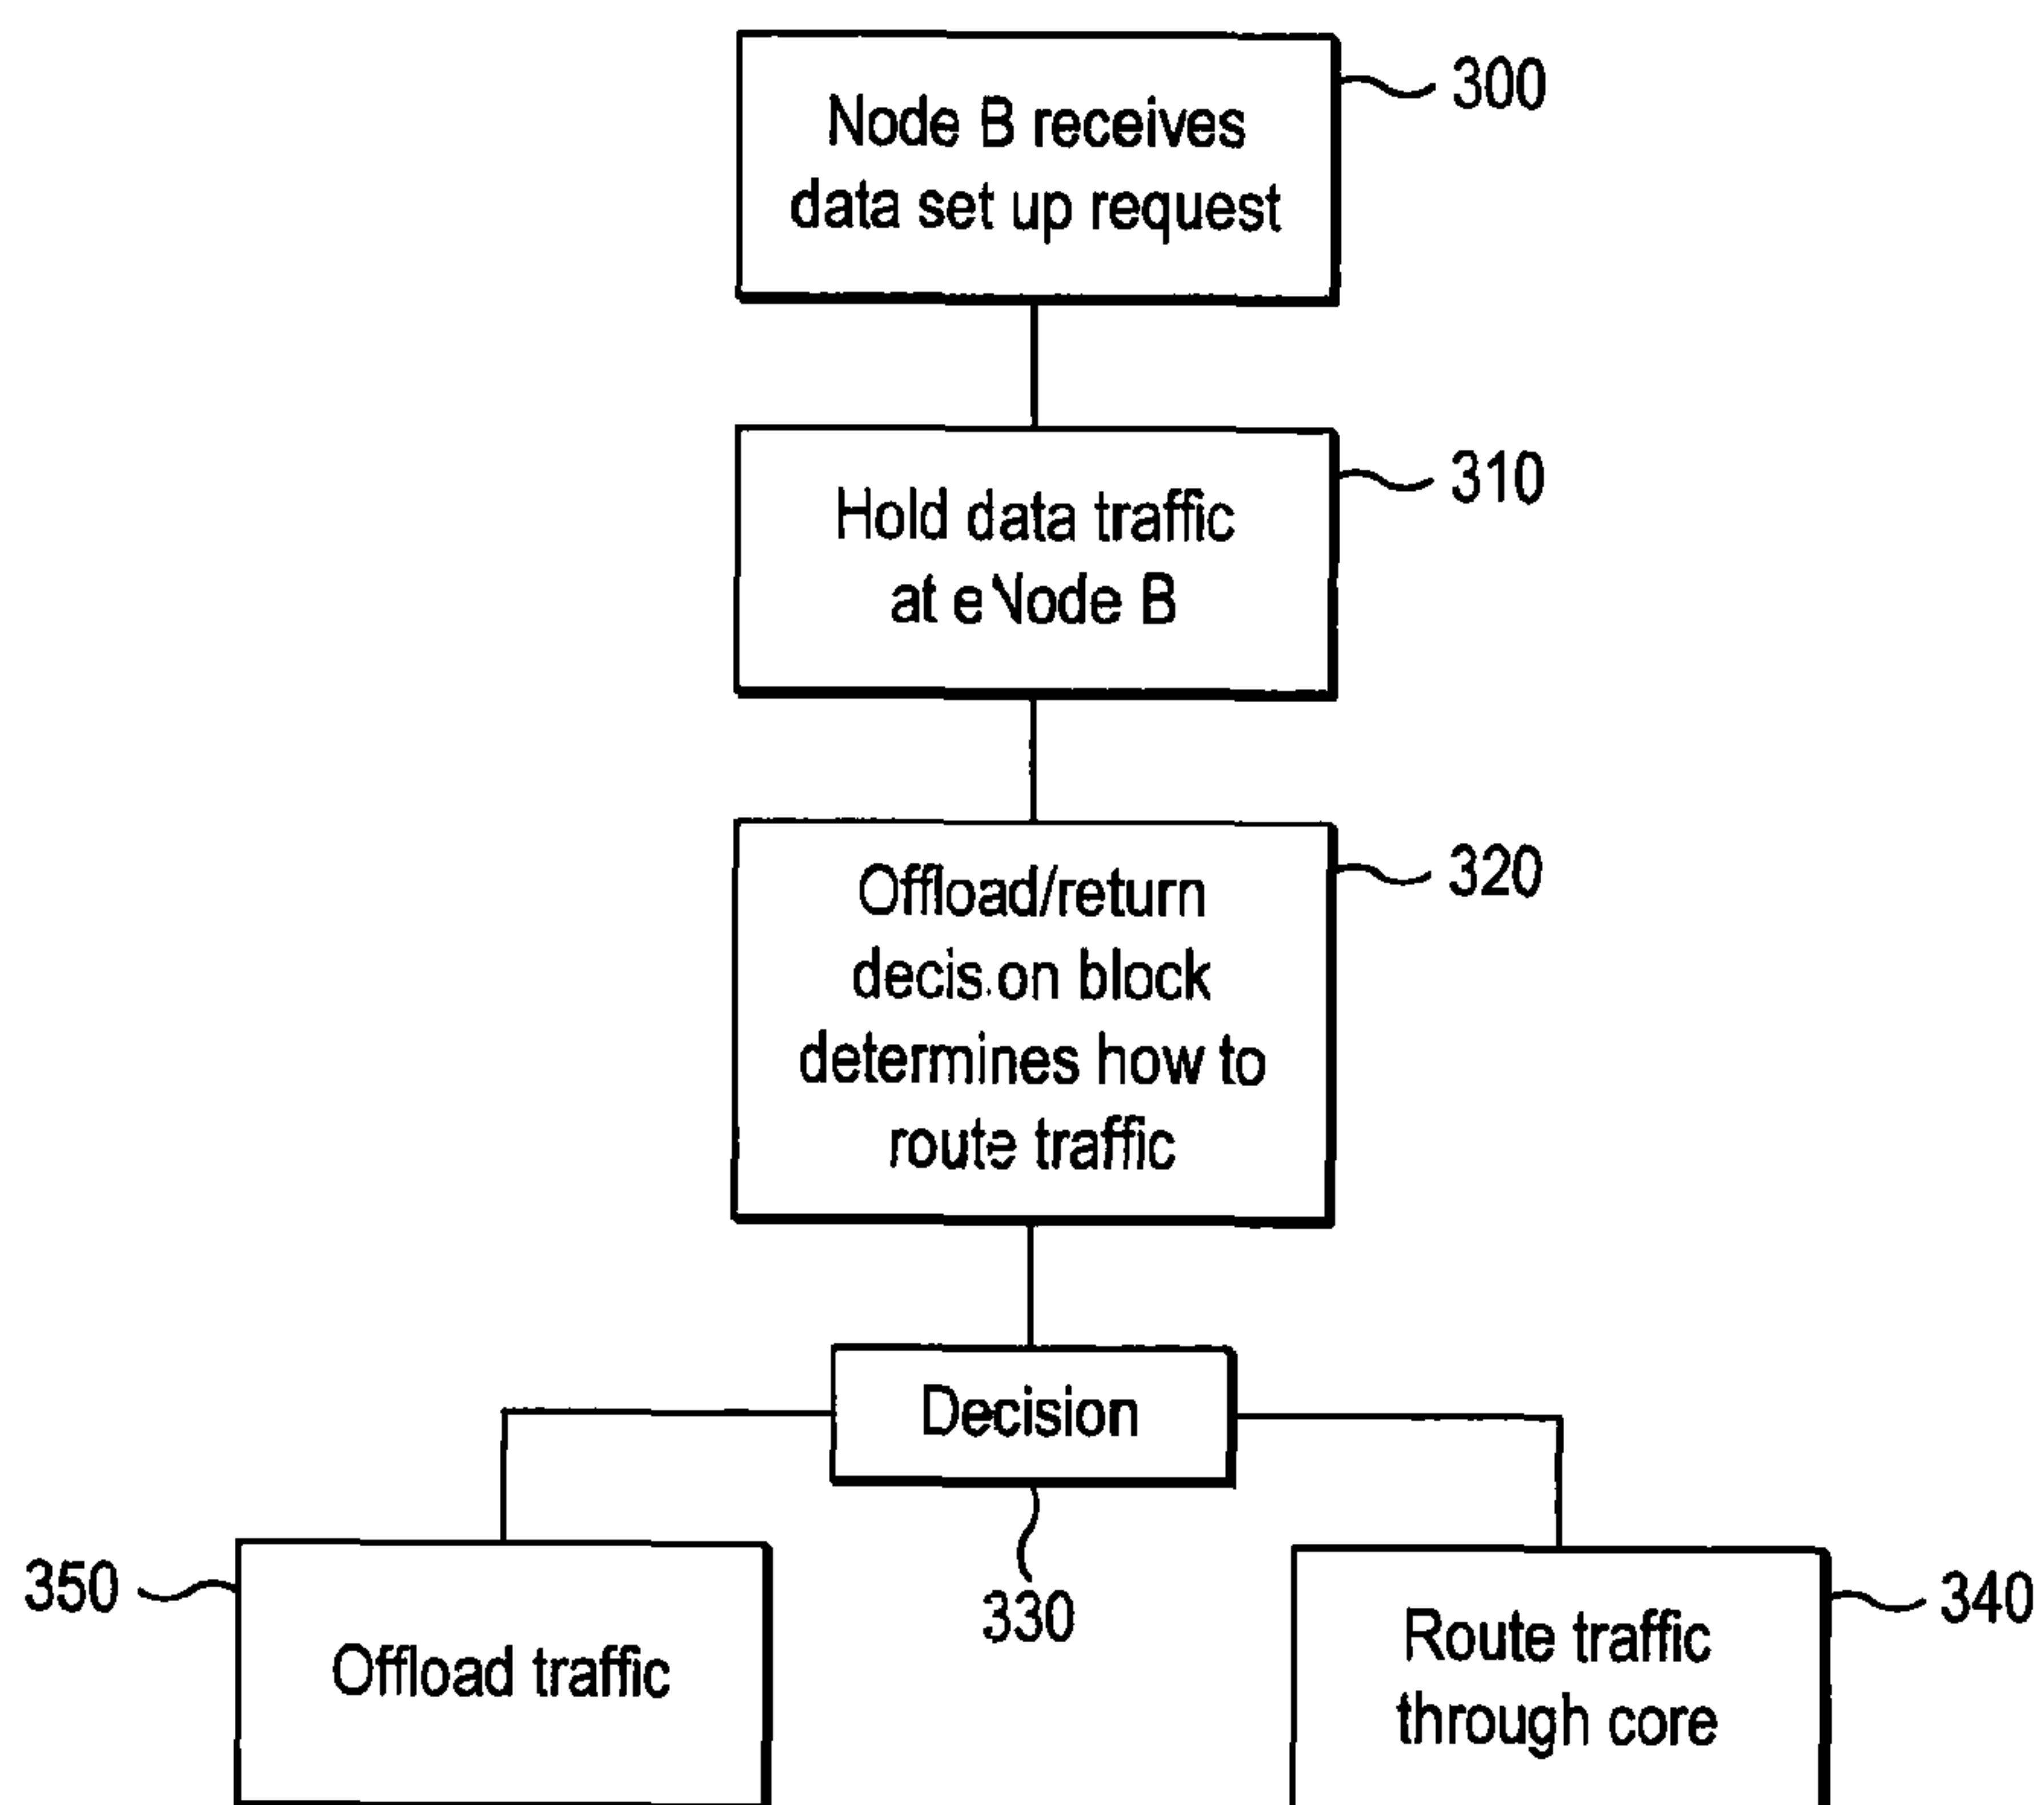 Node B receives
data set up request
300
Hold data traffic
at eNode B
310
Offload/return
decision block
determines how to
route traffic
320
Decision
330
350
Offload traffic
Route traffic
through core
340